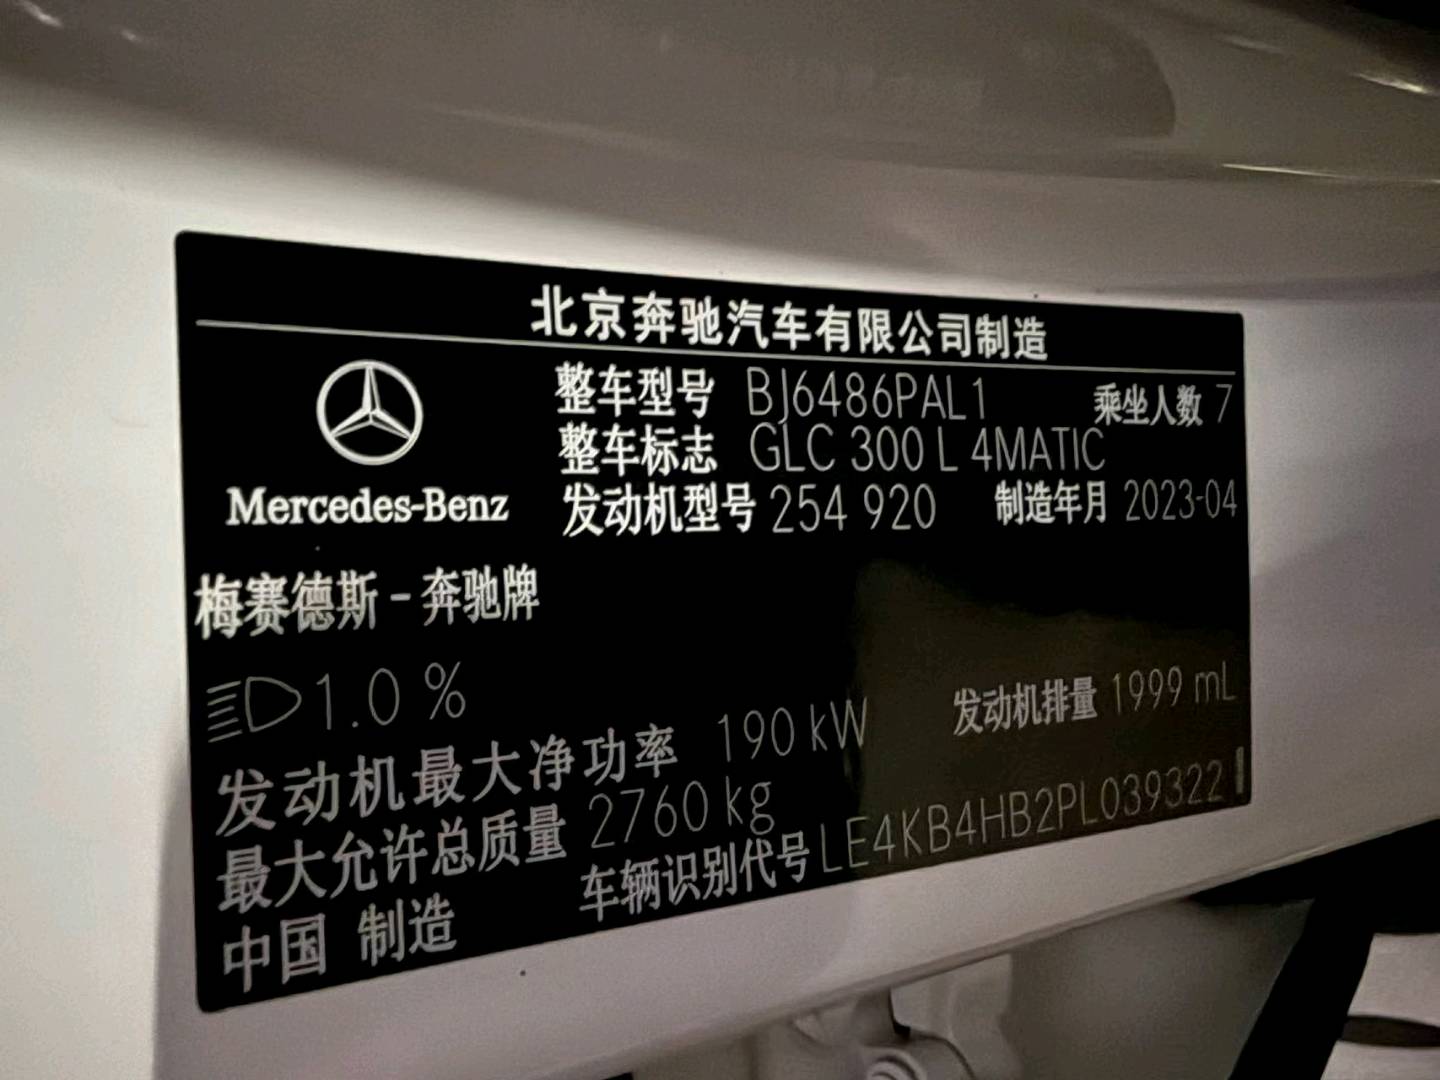 北京奔驰汽车有限公司制造
整车型号 BJ6486PAL1 乘坐人数 7
整车标志 GLC 300 L 4MATIC
Mercedes-Benz 发动机型号 254 920 制造年月 2023-04
梅赛德斯-奔驰牌
1.0 %
发动机最大净功率 190 kW 发动机排量 1999 mL
最大允许总质量 2760 kg
中国 制造 车辆识别代号 LE4KB4HB2PL039322